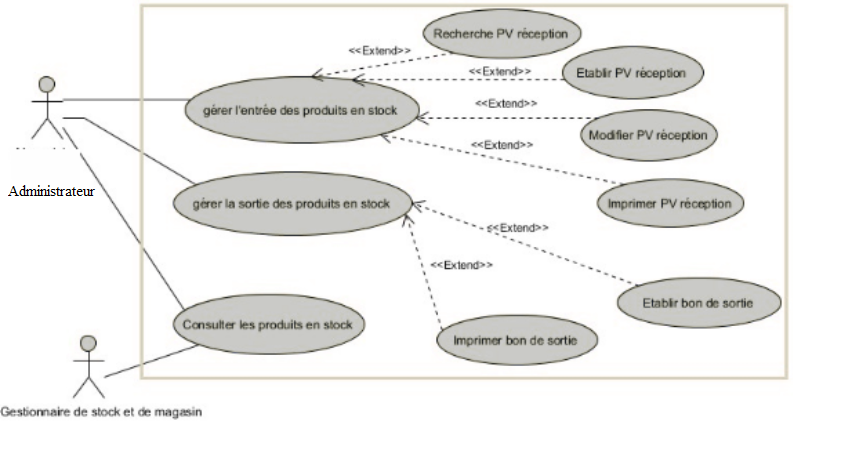 Recherche PV réception
<<Extend>>
<<Extend>>
Etablir PV réception
gérer l'entrée des produits en stock
<<Extend>>
Modifier PV réception
<<Extend>>
Administrateur
gérer la sortie des produits en stock
Imprimer PV réception
<<Extend>>
<<Extend>>
Etablir bon de sortie
Consulter les produits en stock
Imprimer bon de sortie
Gestionnaire de stock et de magasin